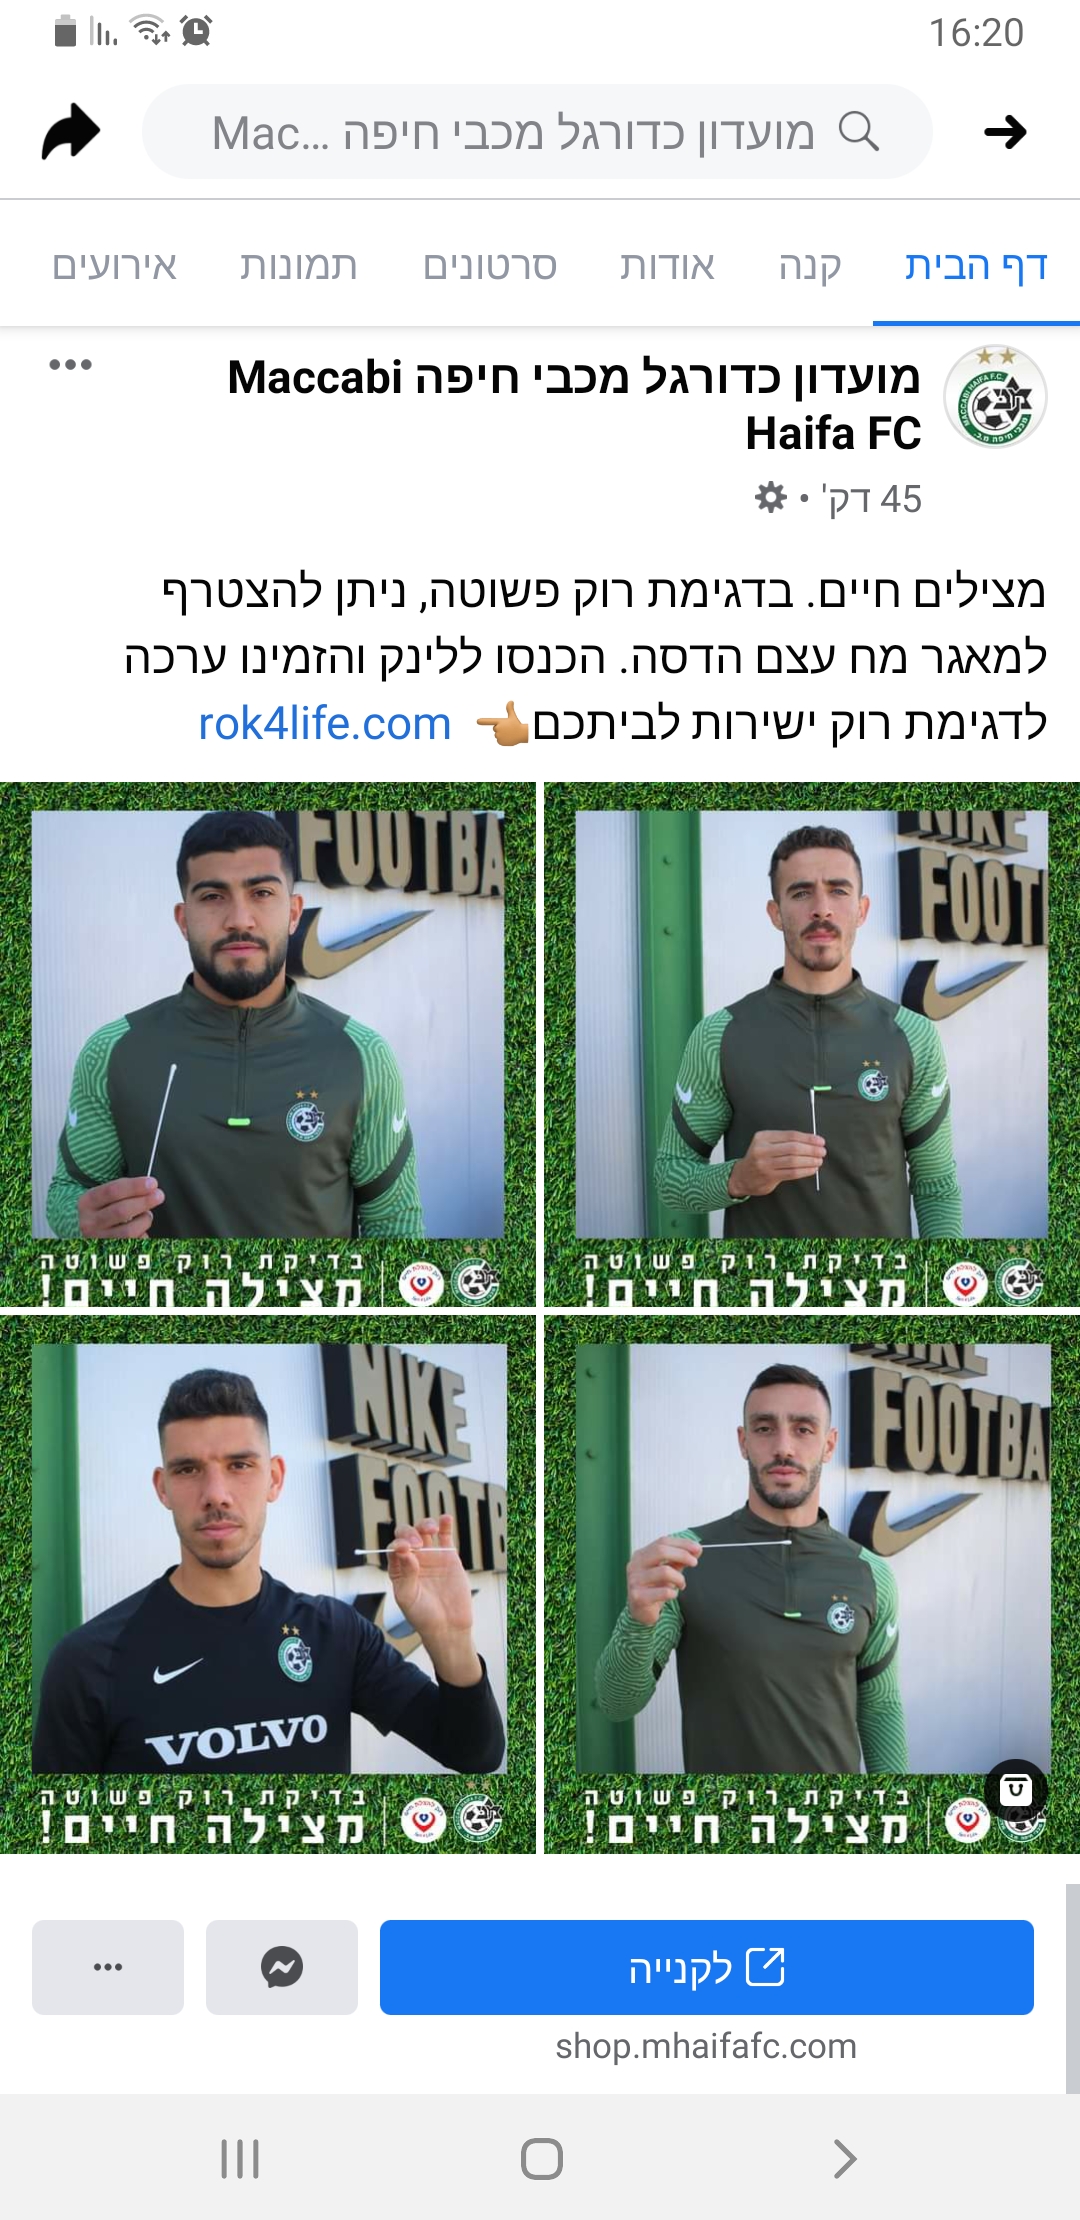 16:20
מועדון כדורגל מכבי חיפה Mac...
דף הבית
קנה
אודות
סרטונים
תמונות
אירועים
מועדון כדורגל מכבי חיפה Maccabi
Haifa FC
45 דק' •
מצילים חיים. בדגימת רוק פשוטה, ניתן להצטרף
למאגר מח עצם הדסה. הכנסו ללינק והזמינו ערכה
לדגימת רוק ישירות לביתכם👈 rok4life.com
FOOTBA
בדיקת רוק פשוטה
מצילה חיים!
NIKE
FOOT
בדיקת רוק פשוטה
מצילה חיים!
NIKE
FOOTB
VOLVO
בדיקת רוק פשוטה
מצילה חיים!
NIKE
FOOTBA
בדיקת רוק פשוטה
מצילה חיים!
לקנייה
shop.mhaifafc.com